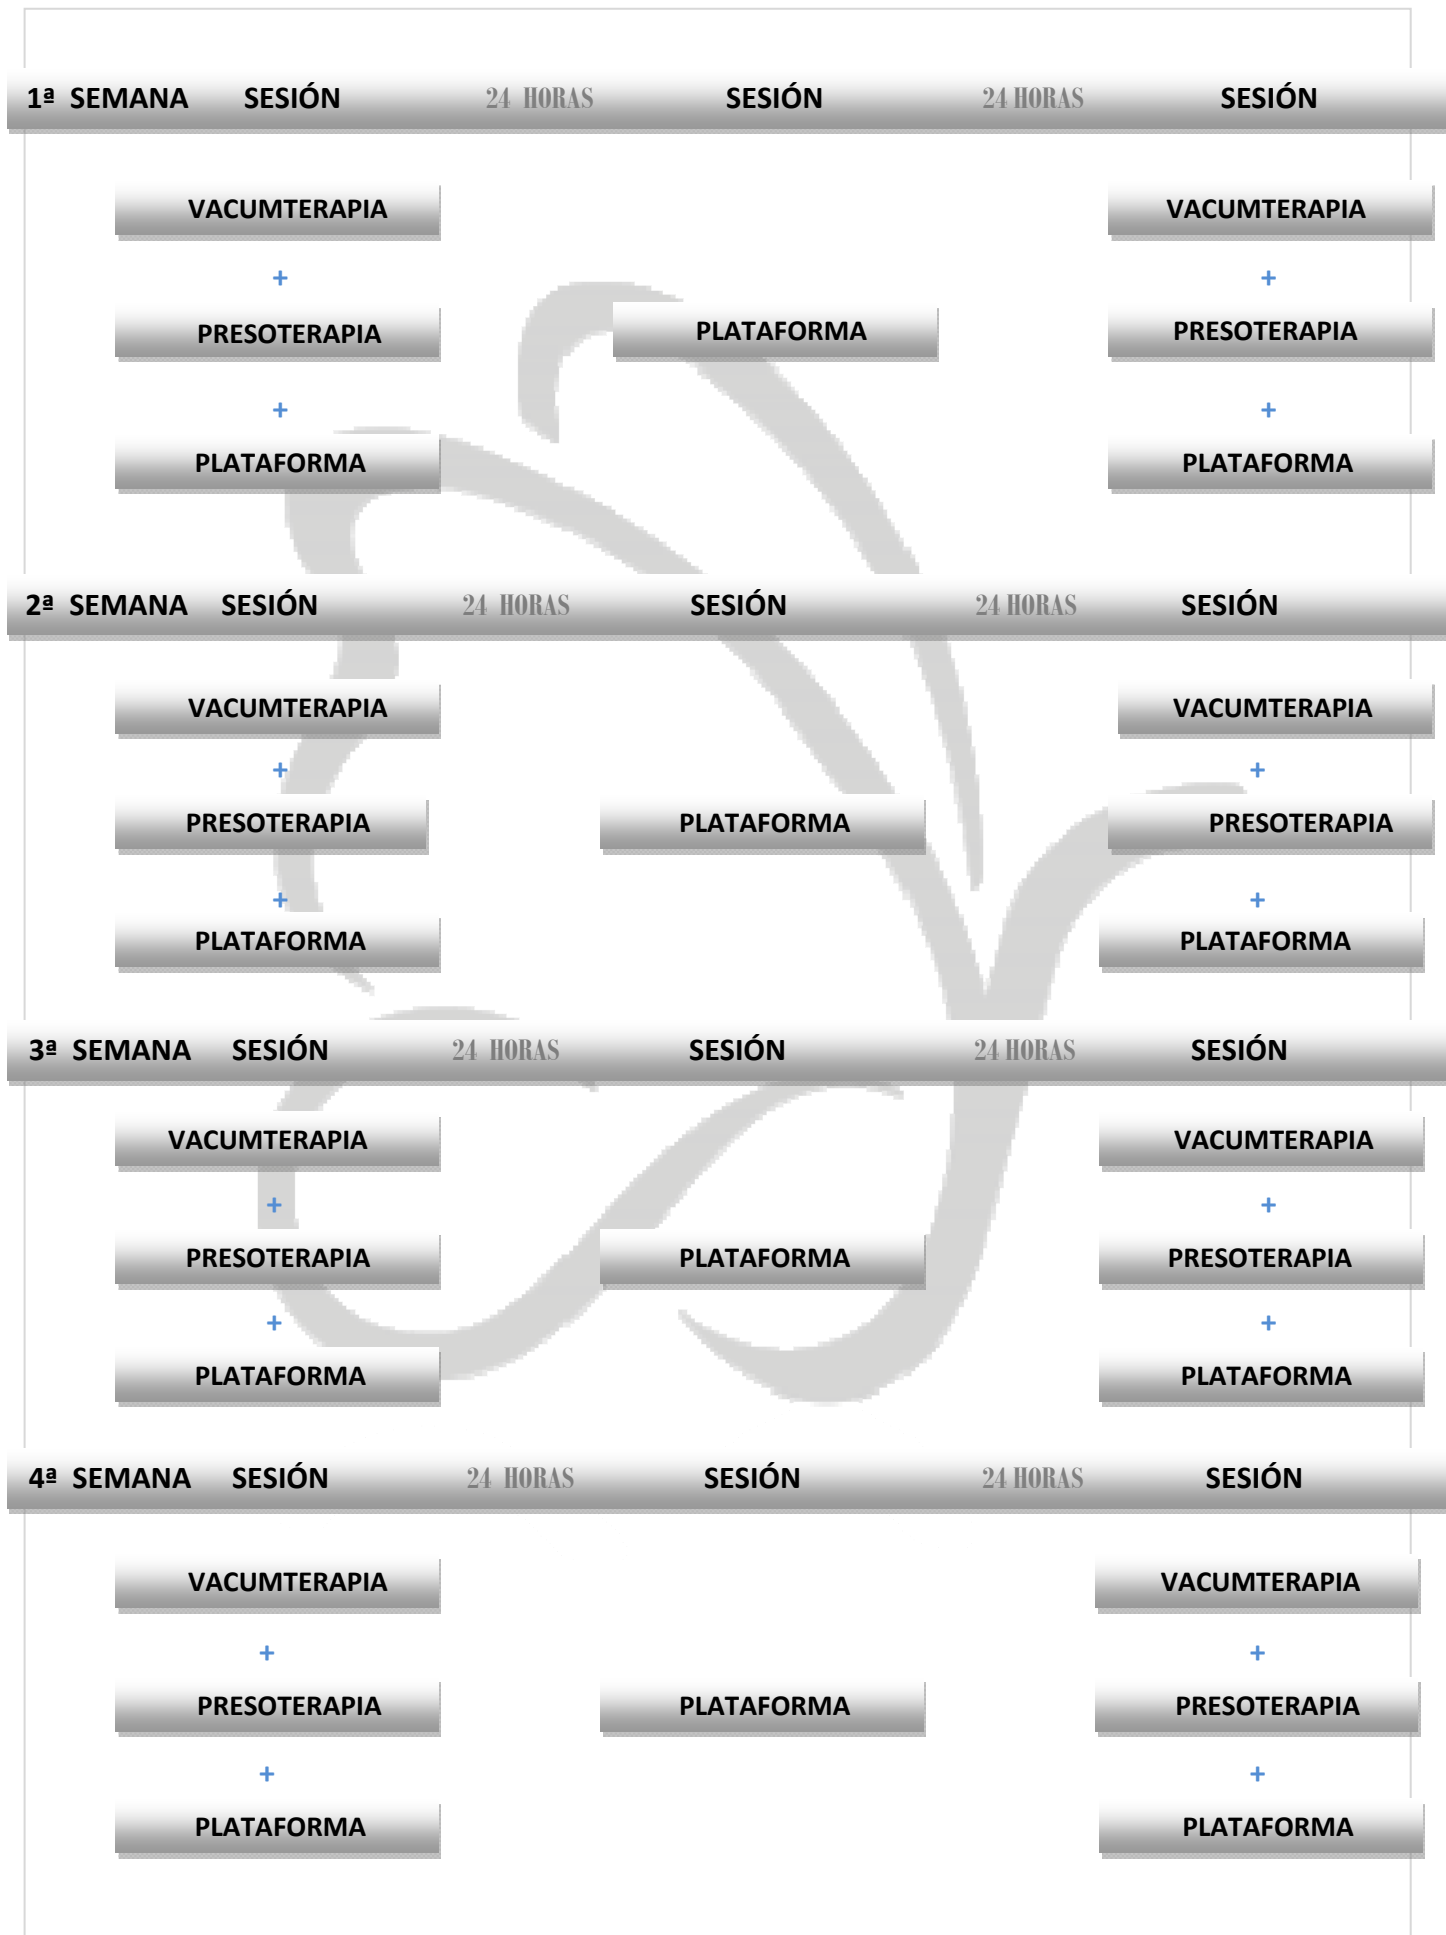 1ª SEMANA SESIÓN 24 HORAS SESIÓN 24 HORAS SESIÓN
VACUMTERAPIA VACUMTERAPIA
+ +
PRESOTERAPIA PLATAFORMA PRESOTERAPIA
+ +
PLATAFORMA PLATAFORMA
2ª SEMANA SESIÓN 24 HORAS SESIÓN 24 HORAS SESIÓN
VACUMTERAPIA VACUMTERAPIA
+ +
PRESOTERAPIA PLATAFORMA PRESOTERAPIA
+ +
PLATAFORMA PLATAFORMA
3ª SEMANA SESIÓN 24 HORAS SESIÓN 24 HORAS SESIÓN
VACUMTERAPIA VACUMTERAPIA
+ +
PRESOTERAPIA PLATAFORMA PRESOTERAPIA
+ +
PLATAFORMA PLATAFORMA
4ª SEMANA SESIÓN 24 HORAS SESIÓN 24 HORAS SESIÓN
VACUMTERAPIA VACUMTERAPIA
+ +
PRESOTERAPIA PLATAFORMA PRESOTERAPIA
+ +
PLATAFORMA PLATAFORMA